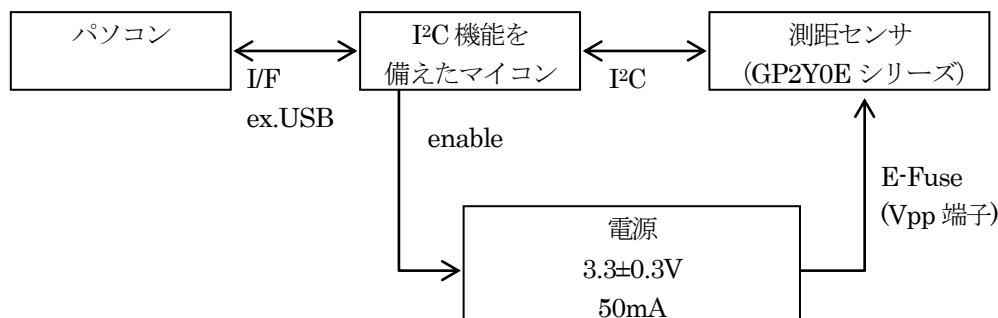 パソコン
I/F
ex.USB
I²C 機能を
備えたマイコン
I²C
測距センサ
(GP2Y0E シリーズ)
enable
E-Fuse
(Vpp 端子)
電源
3.3±0.3V
50mA